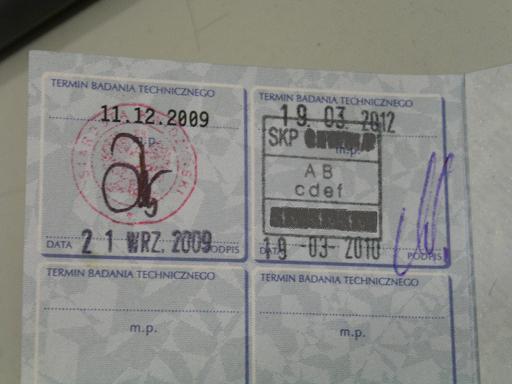 TERMIN BADANIA TECHNICZNEGO
11.12.2009
m.p.
DATA 21 WRZ. 2009 PODPIS
TERMIN BADANIA TECHNICZNEGO
19. 03. 2012
SKP
m.p.
AB
cdef
DATA 19 -03- 2010 PODPIS
TERMIN BADANIA TECHNICZNEGO
m.p.
TERMIN BADANIA TECHNICZNEGO
m.p.